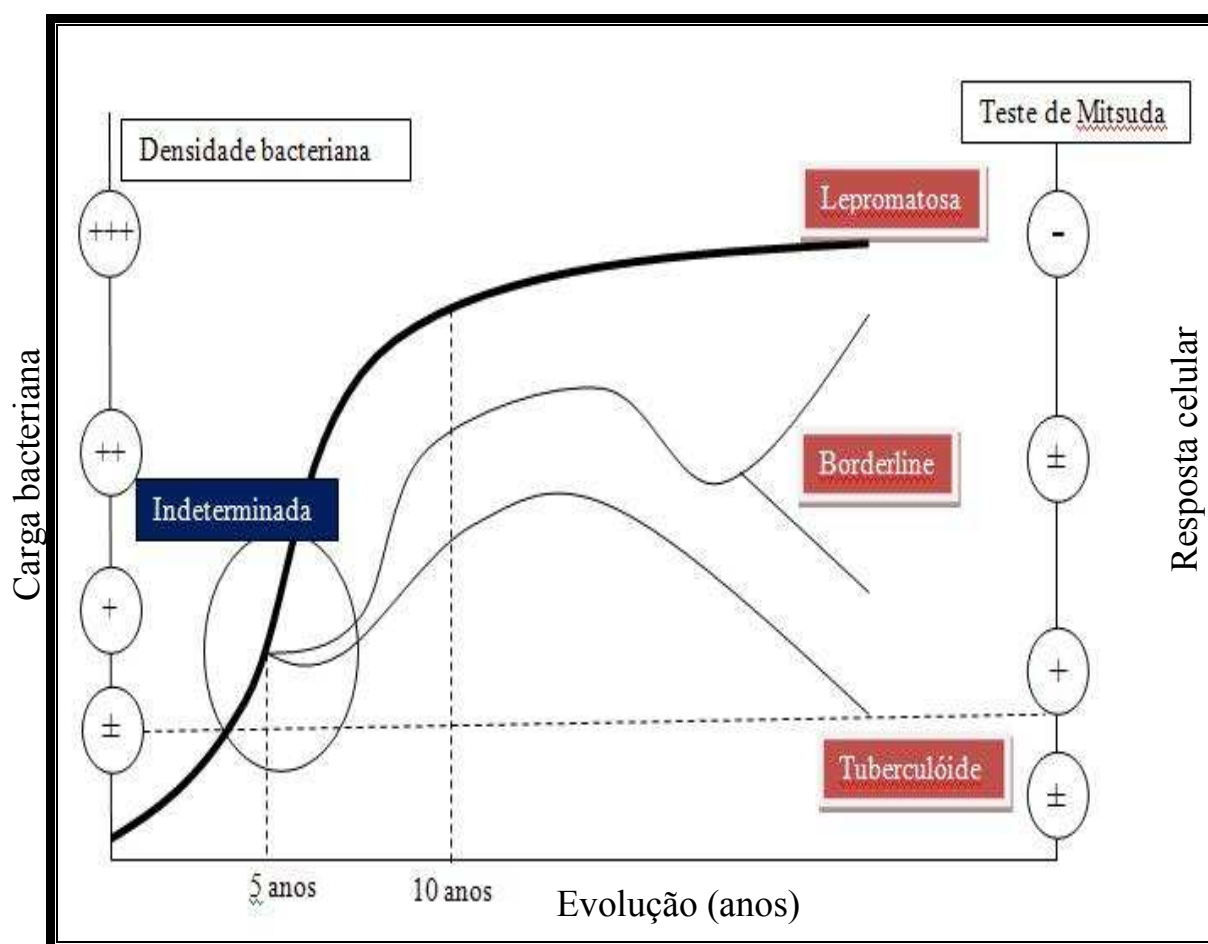 Teste de Mitsuda
Densidade bacteriana
Lepromatosa
+++
-
Carga bacteriana
Resposta celular
++
Borderline
±
Indeterminada
+
+
±
Tuberculóide
±
5 anos
10 anos
Evolução (anos)